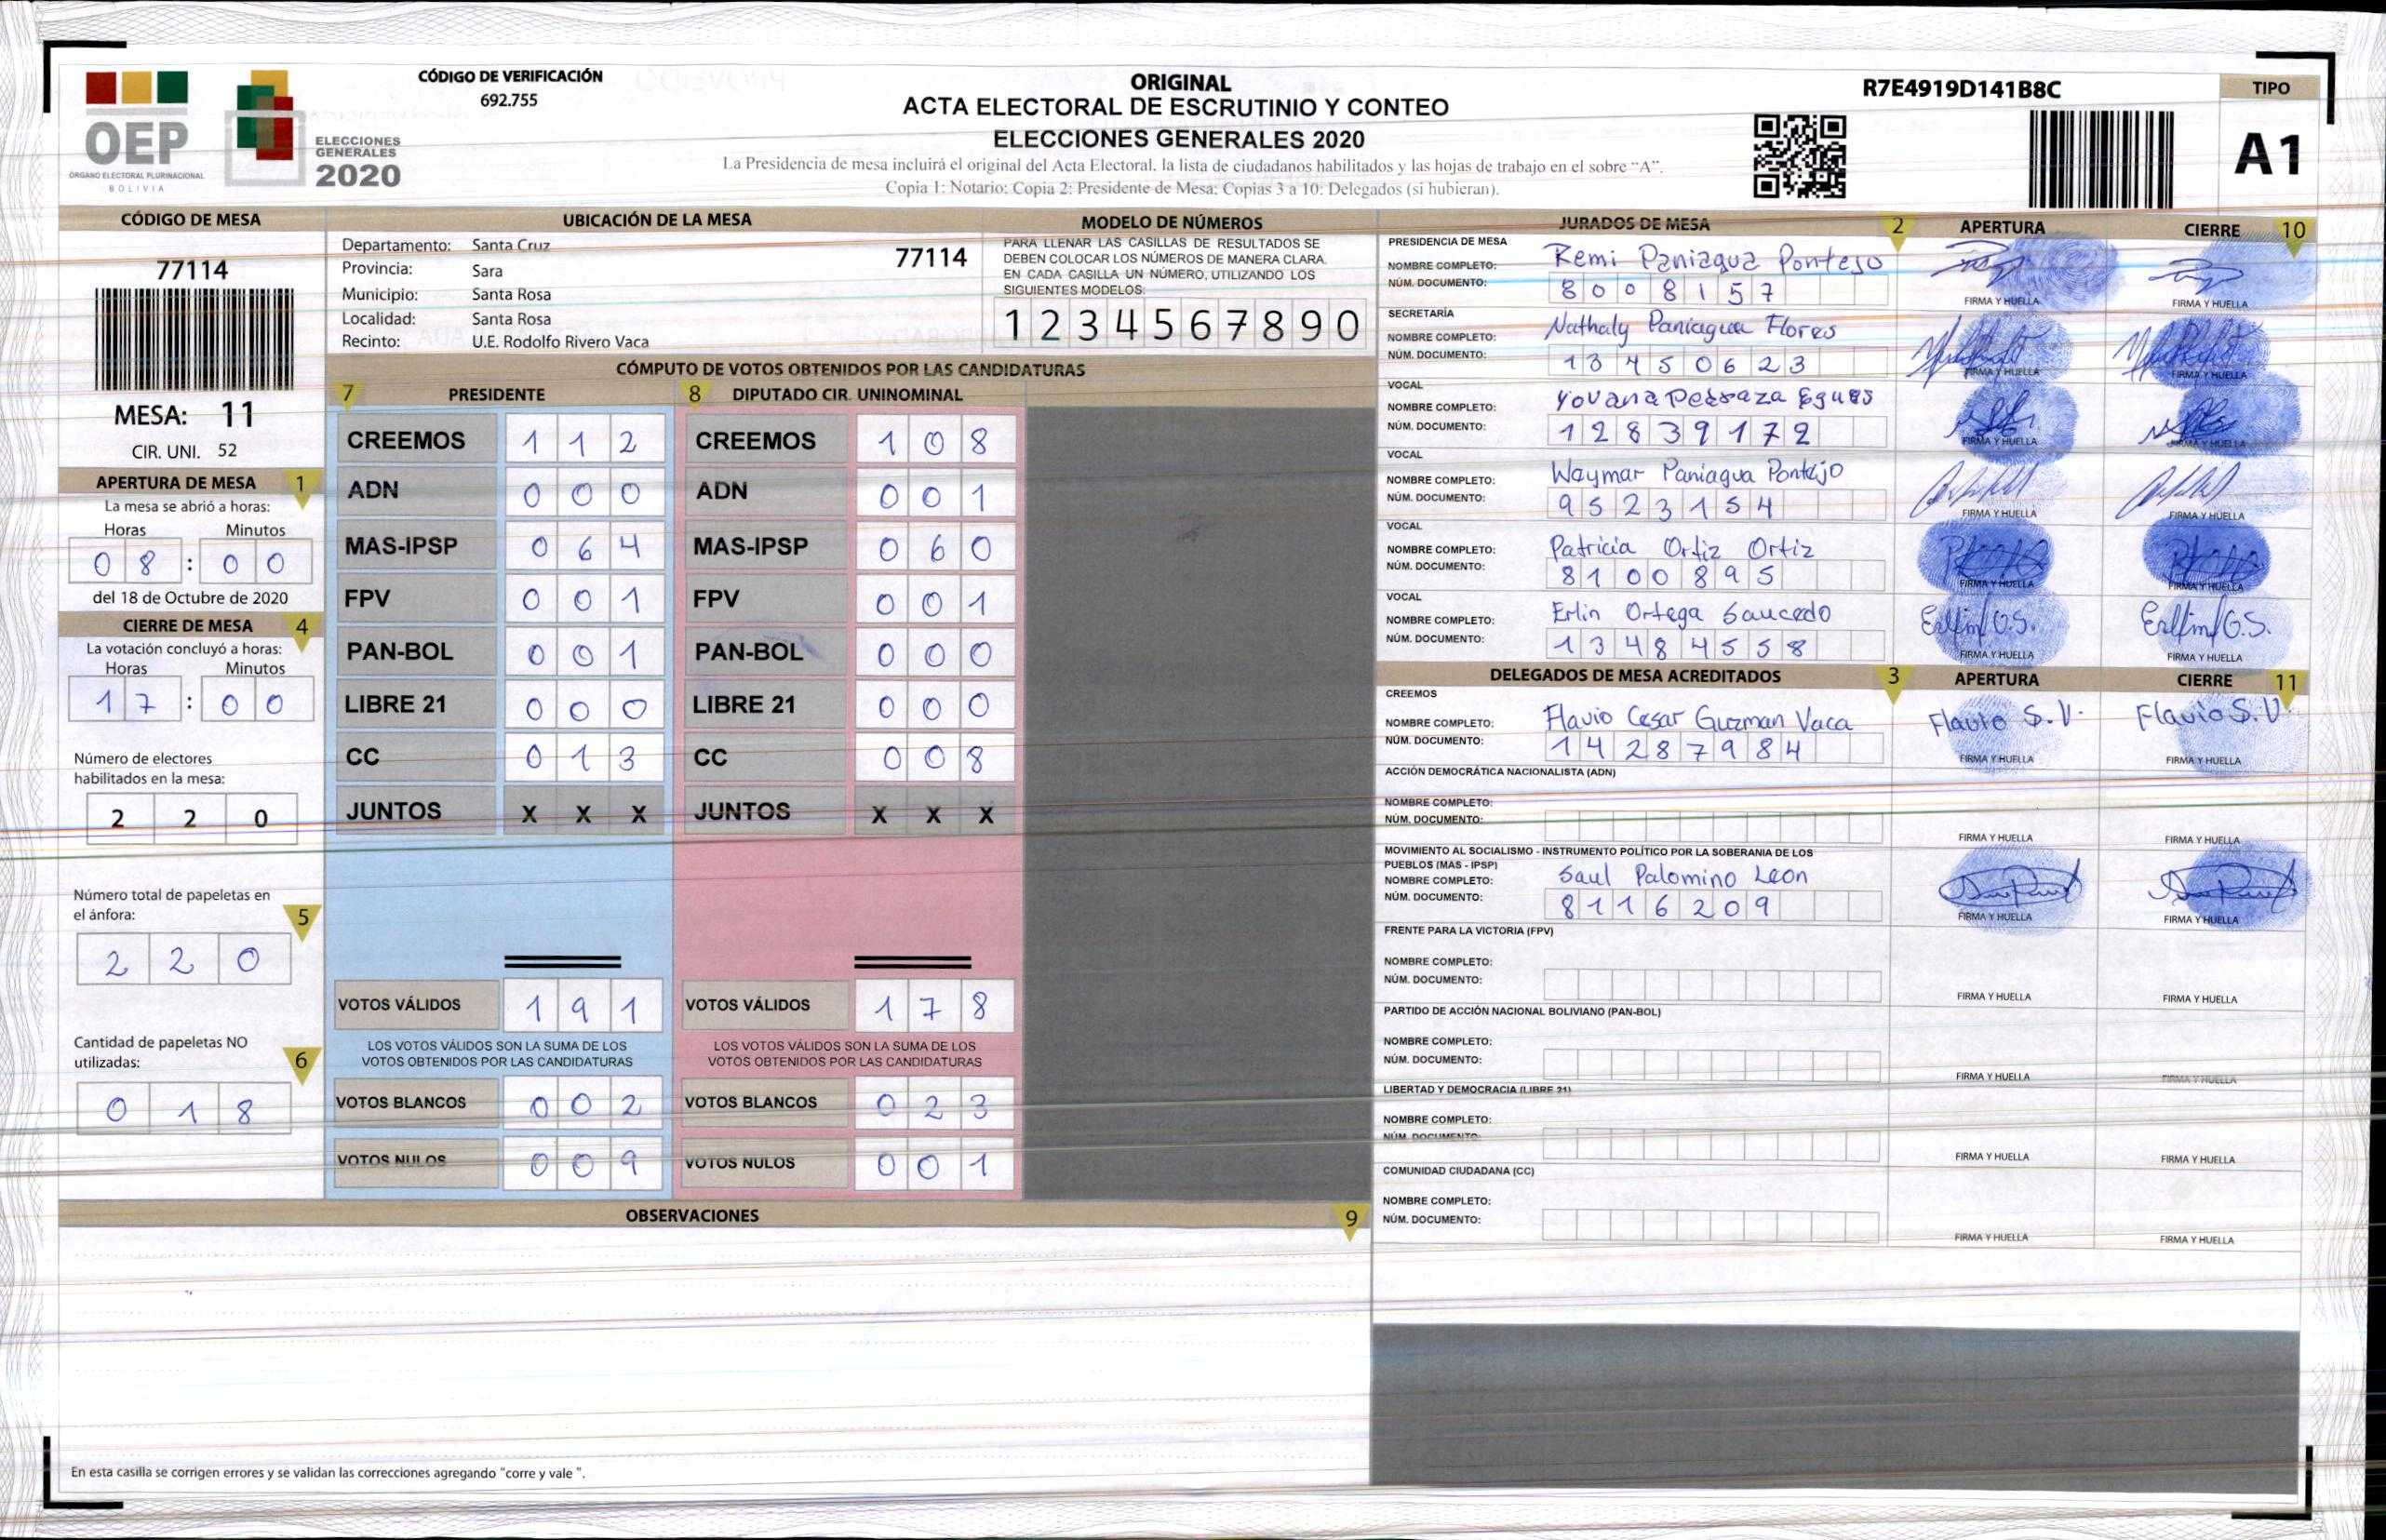 CÓDIGO DE VERIFICACIÓN
692.755
ORIGINAL
ACTA ELECTORAL DE ESCRUTINIO Y CONTEO
ELECCIONES GENERALES 2020
La Presidencia de mesa incluirá el original del Acta Electoral, la lista de ciudadanos habilitados y las hojas de trabajo en el sobre "A".
Copia 1: Notario: Copia 2: Presidente de Mesa: Copias 3 a 10: Delegados (si hubieran).
R7E4919D141B8C
TIPO
A1
OEP
ÓRGANO ELECTORAL PLURINACIONAL
BOLIVIA
ELECCIONES
GENERALES
2020
CÓDIGO DE MESA
77114
MESA: 11
CIR. UNI. 52
APERTURA DE MESA 1
La mesa se abrió a horas:
Horas Minutos
0 8 : 0 0
del 18 de Octubre de 2020
CIERRE DE MESA 4
La votación concluyó a horas:
Horas Minutos
1 7 : 0 0
Número de electores
habilitados en la mesa:
2 2 0
Número total de papeletas en
el ánfora: 5
2 2 0
Cantidad de papeletas NO
utilizadas: 6
0 1 8
UBICACIÓN DE LA MESA
Departamento: Santa Cruz
77114
Provincia: Sara
Municipio: Santa Rosa
Localidad: Santa Rosa
Recinto: U.E. Rodolfo Rivero Vaca
MODELO DE NÚMEROS
PARA LLENAR LAS CASILLAS DE RESULTADOS SE
DEBEN COLOCAR LOS NÚMEROS DE MANERA CLARA.
EN CADA CASILLA UN NÚMERO, UTILIZANDO LOS
SIGUIENTES MODELOS:
1 2 3 4 5 6 7 8 9 0
CÓMPUTO DE VOTOS OBTENIDOS POR LAS CANDIDATURAS
7 PRESIDENTE 8 DIPUTADO CIR. UNINOMINAL
CREEMOS 1 1 2 CREEMOS 1 0 8
ADN 0 0 0 ADN 0 0 1
MAS-IPSP 0 6 4 MAS-IPSP 0 6 0
FPV 0 0 1 FPV 0 0 1
PAN-BOL 0 0 1 PAN-BOL 0 0 0
LIBRE 21 0 0 0 LIBRE 21 0 0 0
CC 0 1 3 CC 0 0 8
JUNTOS X X X JUNTOS X X X
VOTOS VÁLIDOS 1 9 1 VOTOS VÁLIDOS 1 7 8
LOS VOTOS VÁLIDOS SON LA SUMA DE LOS LOS VOTOS VÁLIDOS SON LA SUMA DE LOS
VOTOS OBTENIDOS POR LAS CANDIDATURAS VOTOS OBTENIDOS POR LAS CANDIDATURAS
VOTOS BLANCOS 0 0 2 VOTOS BLANCOS 0 2 3
VOTOS NULOS 0 0 9 VOTOS NULOS 0 0 1
OBSERVACIONES 9
En esta casilla se corrigen errores y se validan las correcciones agregando "corre y vale ".
JURADOS DE MESA 2 APERTURA CIERRE 10
PRESIDENCIA DE MESA
NOMBRE COMPLETO: Remi Paniagua Pontejo
NÚM. DOCUMENTO: 8 0 0 8 1 5 7
FIRMA Y HUELLA FIRMA Y HUELLA
SECRETARÍA
NOMBRE COMPLETO: Nathaly Paniagua Flores
NÚM. DOCUMENTO: 1 3 4 5 0 6 2 3
FIRMA Y HUELLA FIRMA Y HUELLA
VOCAL
NOMBRE COMPLETO: Yovana Pedraza Egues
NÚM. DOCUMENTO: 1 2 8 3 9 1 7 2
FIRMA Y HUELLA FIRMA Y HUELLA
VOCAL
NOMBRE COMPLETO: Waymar Paniagua Pontejo
NÚM. DOCUMENTO: 9 5 2 3 1 5 4
FIRMA Y HUELLA FIRMA Y HUELLA
VOCAL
NOMBRE COMPLETO: Patricia Ortiz Ortiz
NÚM. DOCUMENTO: 8 1 0 0 8 9 5
FIRMA Y HUELLA FIRMA Y HUELLA
VOCAL
NOMBRE COMPLETO: Erlin Ortega Saucedo
NÚM. DOCUMENTO: 1 3 4 8 4 5 5 8
FIRMA Y HUELLA FIRMA Y HUELLA
DELEGADOS DE MESA ACREDITADOS 3 APERTURA CIERRE 11
CREEMOS
NOMBRE COMPLETO: Flavio Cesar Guzman Vaca Flavio S.V. Flavio S.V.
NÚM. DOCUMENTO: 1 4 2 8 7 9 8 4
FIRMA Y HUELLA FIRMA Y HUELLA
ACCIÓN DEMOCRÁTICA NACIONALISTA (ADN)
NOMBRE COMPLETO:
NÚM. DOCUMENTO:
FIRMA Y HUELLA FIRMA Y HUELLA
MOVIMIENTO AL SOCIALISMO - INSTRUMENTO POLÍTICO POR LA SOBERANIA DE LOS
PUEBLOS (MAS - IPSP)
NOMBRE COMPLETO: Saul Palomino Leon
NÚM. DOCUMENTO: 8 1 1 6 2 0 9
FIRMA Y HUELLA FIRMA Y HUELLA
FRENTE PARA LA VICTORIA (FPV)
NOMBRE COMPLETO:
NÚM. DOCUMENTO:
FIRMA Y HUELLA FIRMA Y HUELLA
PARTIDO DE ACCIÓN NACIONAL BOLIVIANO (PAN-BOL)
NOMBRE COMPLETO:
NÚM. DOCUMENTO:
FIRMA Y HUELLA FIRMA Y HUELLA
LIBERTAD Y DEMOCRACIA (LIBRE 21)
NOMBRE COMPLETO:
NÚM. DOCUMENTO:
FIRMA Y HUELLA FIRMA Y HUELLA
COMUNIDAD CIUDADANA (CC)
NOMBRE COMPLETO:
NÚM. DOCUMENTO:
FIRMA Y HUELLA FIRMA Y HUELLA